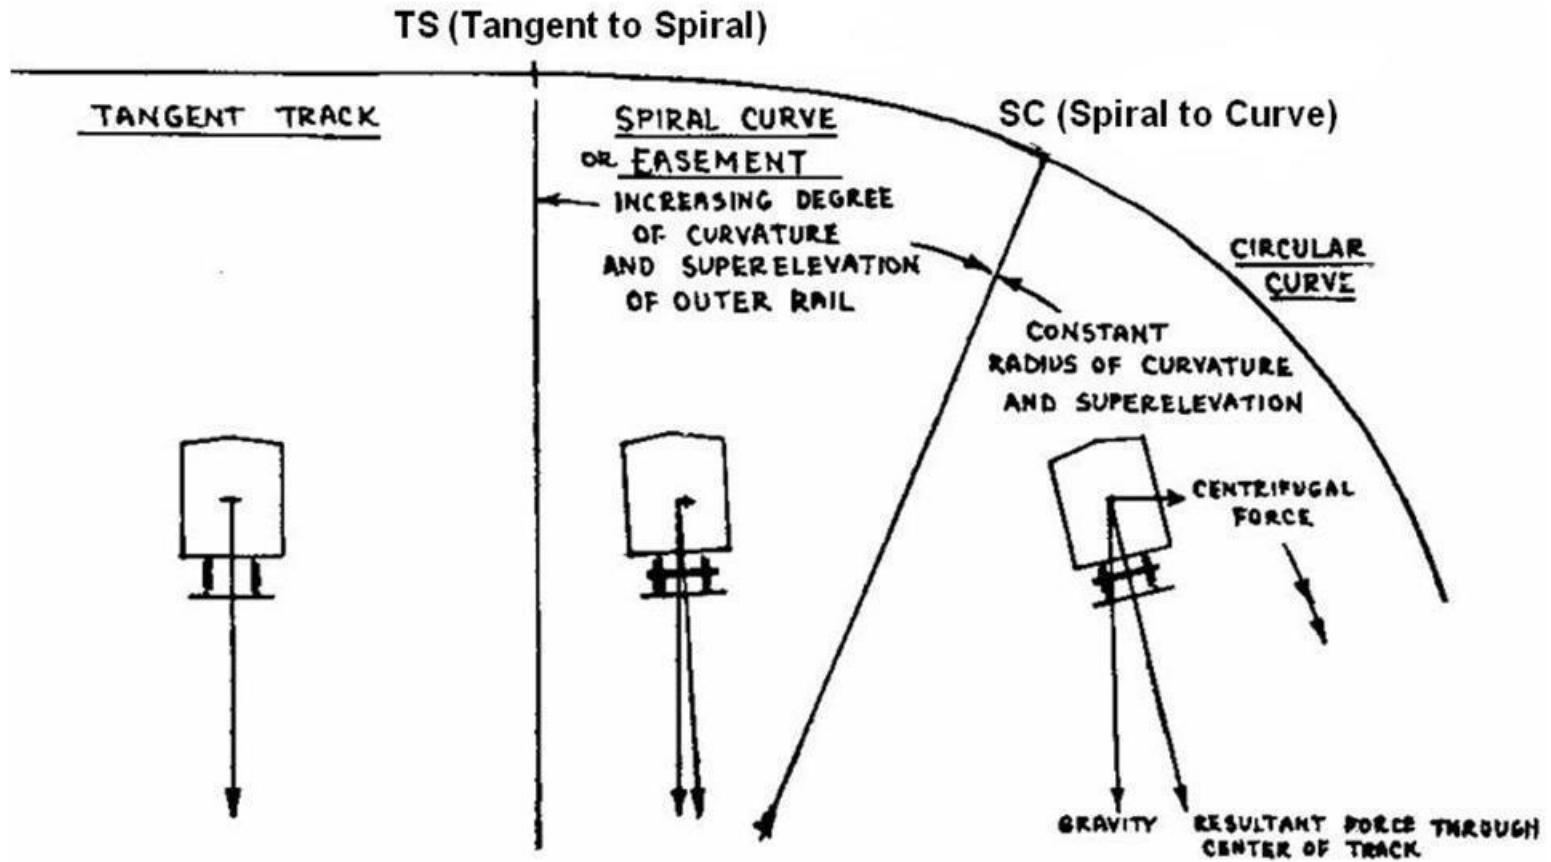 TS (Tangent to Spiral)
TANGENT TRACK
SPIRAL CURVE
OR EASEMENT
INCREASING DEGREE
OF CURVATURE
AND SUPERELEVATION
OF OUTER RAIL
SC (Spiral to Curve)
CIRCULAR
CURVE
CONSTANT
RADIUS OF CURVATURE
AND SUPERELEVATION
CENTRIFUGAL
FORCE
GRAVITY
RESULTANT FORCE THROUGH
CENTER OF TRACK